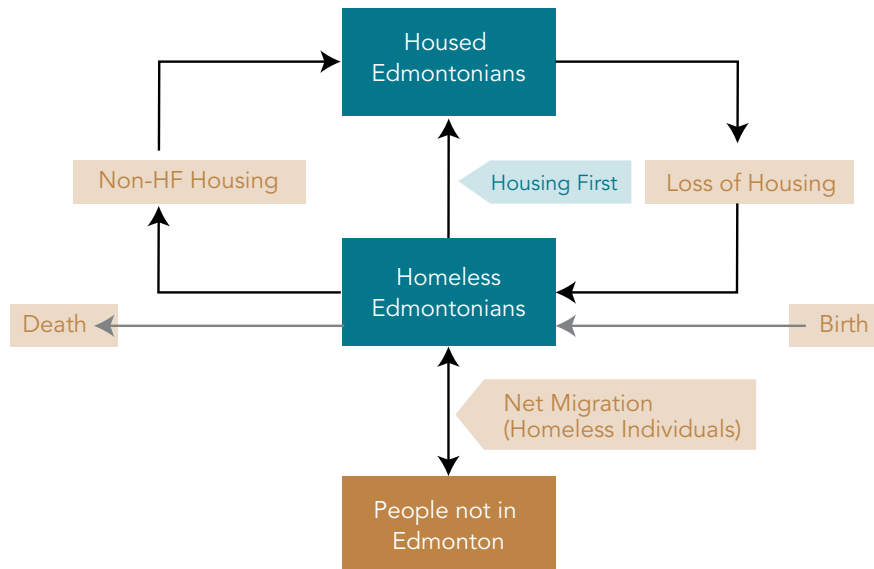 Housed
Edmontonians
Non-HF Housing
Housing First
Loss of Housing
Homeless
Edmontonians
Death
Birth
Net Migration
(Homeless Individuals)
People not in
Edmonton